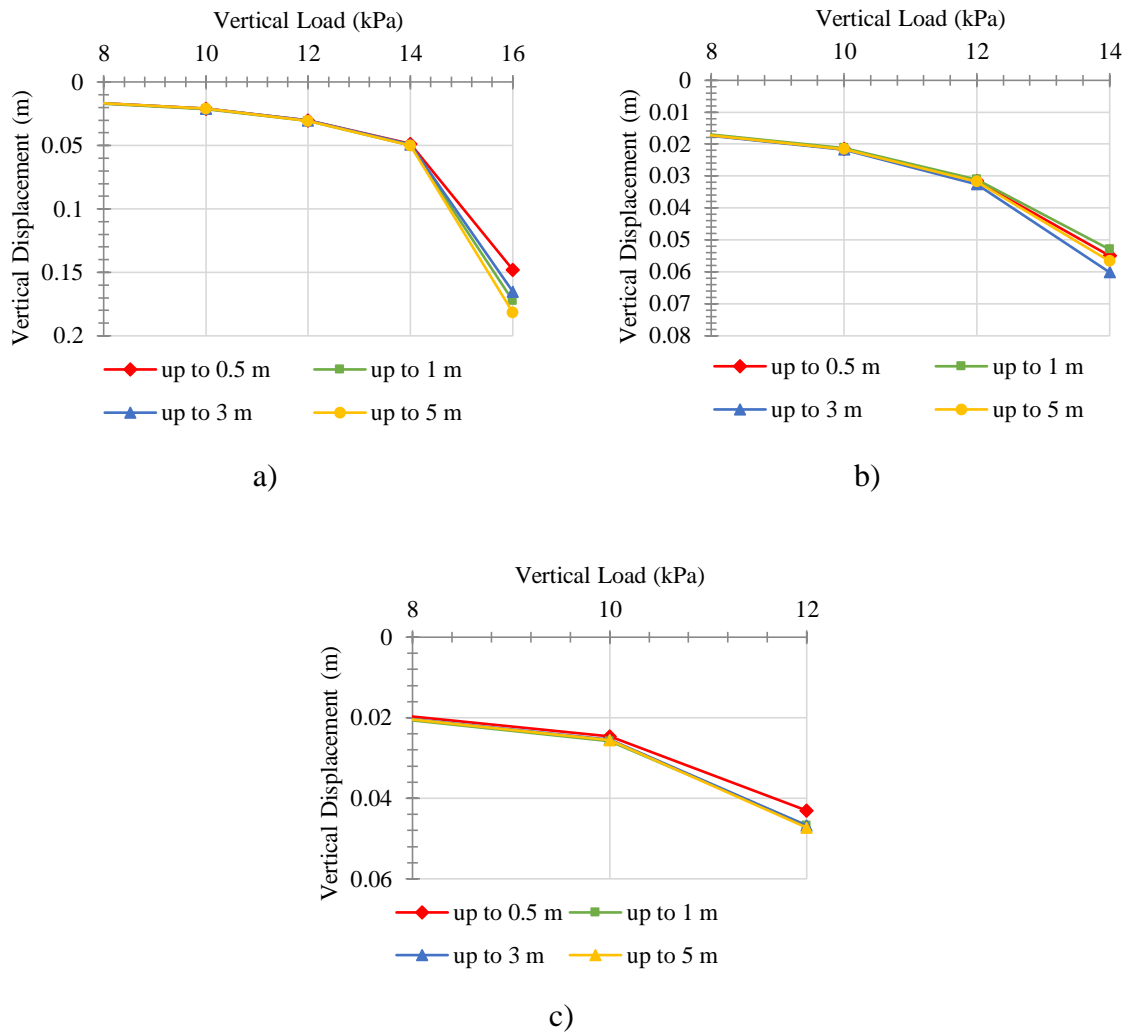 Vertical Load (kPa)
8 10 12 14 16
Vertical Displacement (m)
0
0.05
0.1
0.15
0.2
up to 0.5 m up to 1 m
up to 3 m up to 5 m
a)
Vertical Load (kPa)
8 10 12 14
Vertical Displacement (m)
0
0.01
0.02
0.03
0.04
0.05
0.06
0.07
0.08
up to 0.5 m up to 1 m
up to 3 m up to 5 m
b)
Vertical Load (kPa)
8 10 12
Vertical Displacement (m)
0
0.02
0.04
0.06
up to 0.5 m up to 1 m
up to 3 m up to 5 m
c)